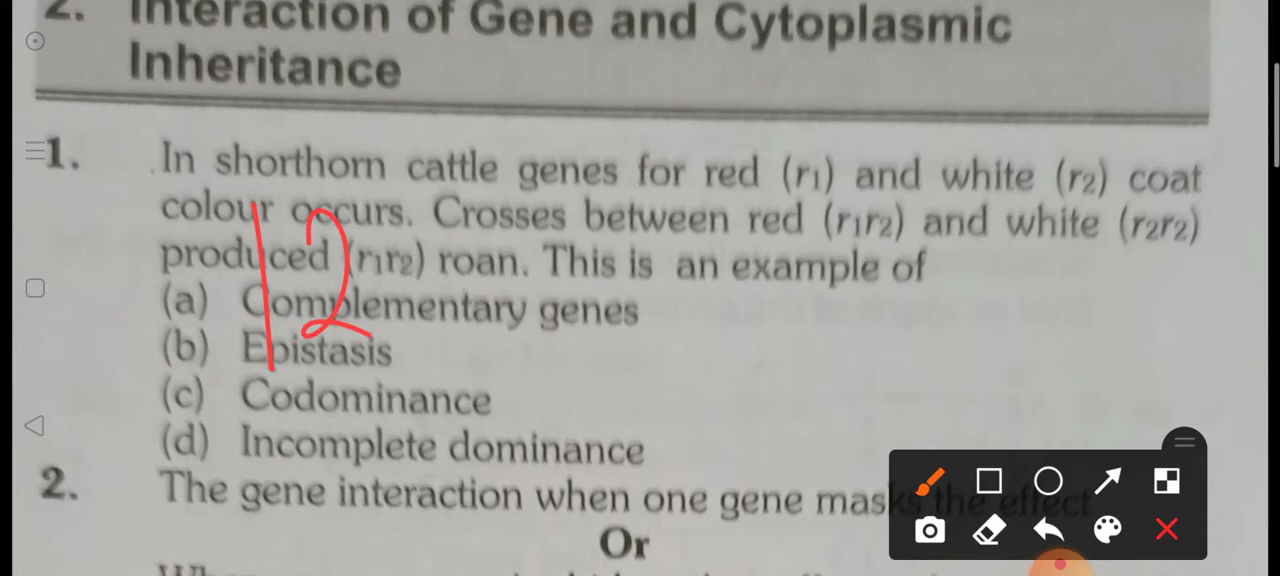 2. Interaction of Gene and Cytoplasmic
Inheritance
1. In shorthorn cattle genes for red (r1) and white (r2) coat
colour occurs. Crosses between red (r1r2) and white (r2r2)
produced (r1r2) roan. This is an example of
12
(a) Complementary genes
(b) Epistasis
(c) Codominance
(d) Incomplete dominance
2. The gene interaction when one gene masks the effect
Or